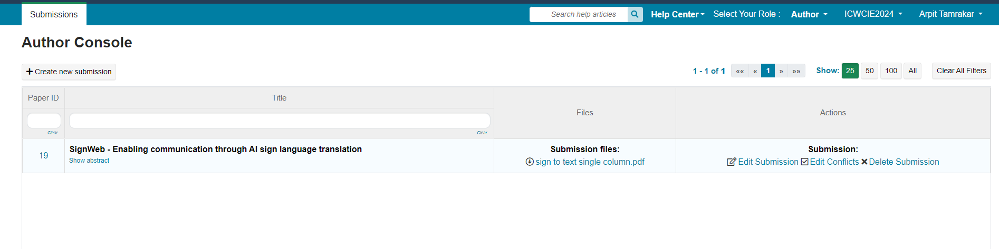 Submissions
Search help articles
Help Center
Select Your Role :
Author
ICWCIE2024
Arpit Tamrakar
Author Console
Create new submission
1 - 1 of 1
«« « 1 » »»
Show: 25 50 100 All
Clear All Filters
Paper ID
Title
Files
Actions
Clear
Clear
19
SignWeb - Enabling communication through AI sign language translation
Show abstract
Submission files:
sign to text single column.pdf
Submission:
Edit Submission Edit Conflicts Delete Submission